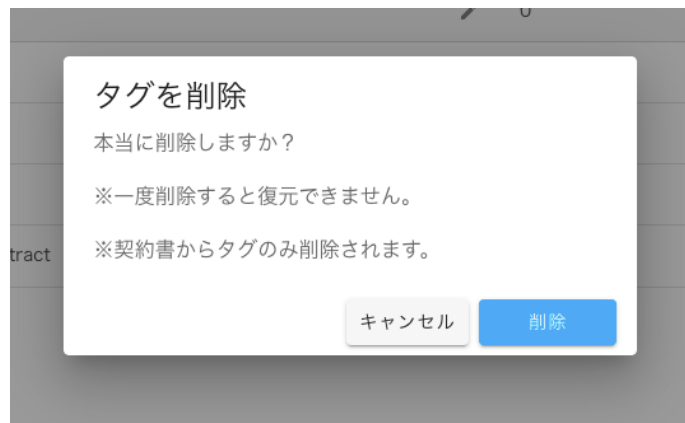 0
タグを削除
本当に削除しますか？
※一度削除すると復元できません。
※契約書からタグのみ削除されます。
tract
キャンセル
削除